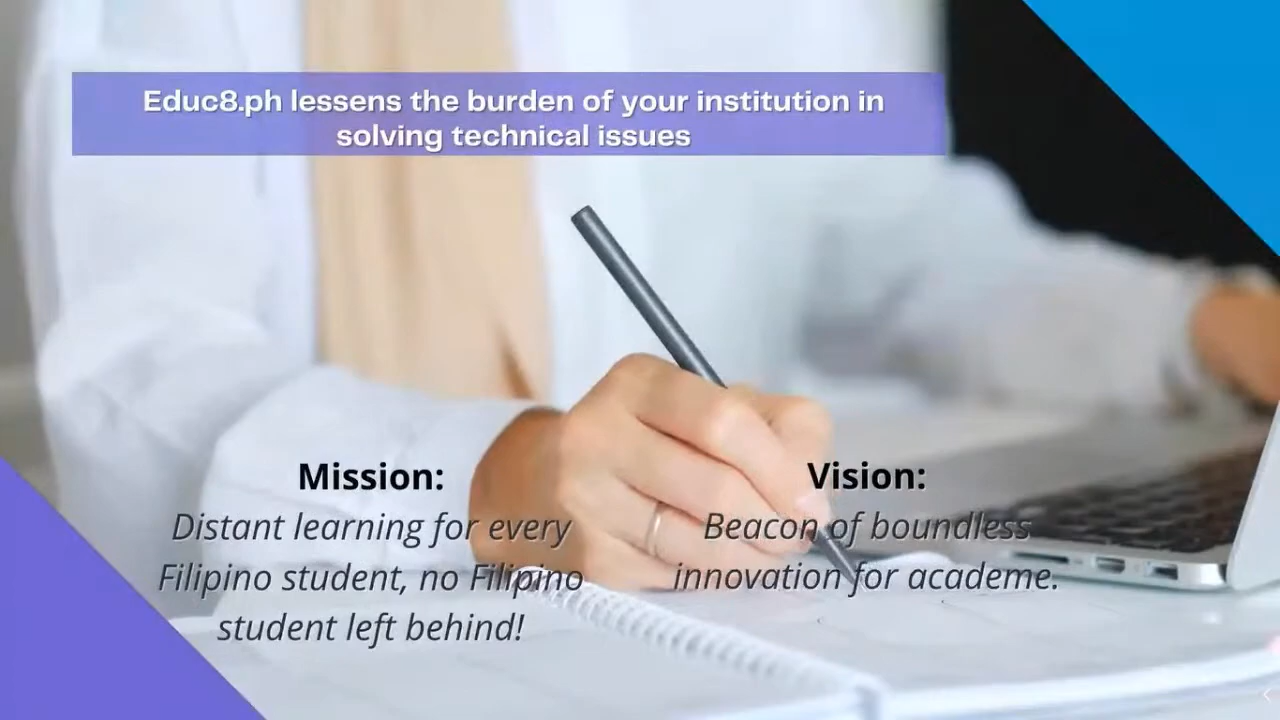 Educ8.ph lessens the burden of your institution in
solving technical issues
Mission:
Distant learning for every
Filipino student, no Filipino
student left behind!
Vision:
Beacon of boundless
innovation for academe.